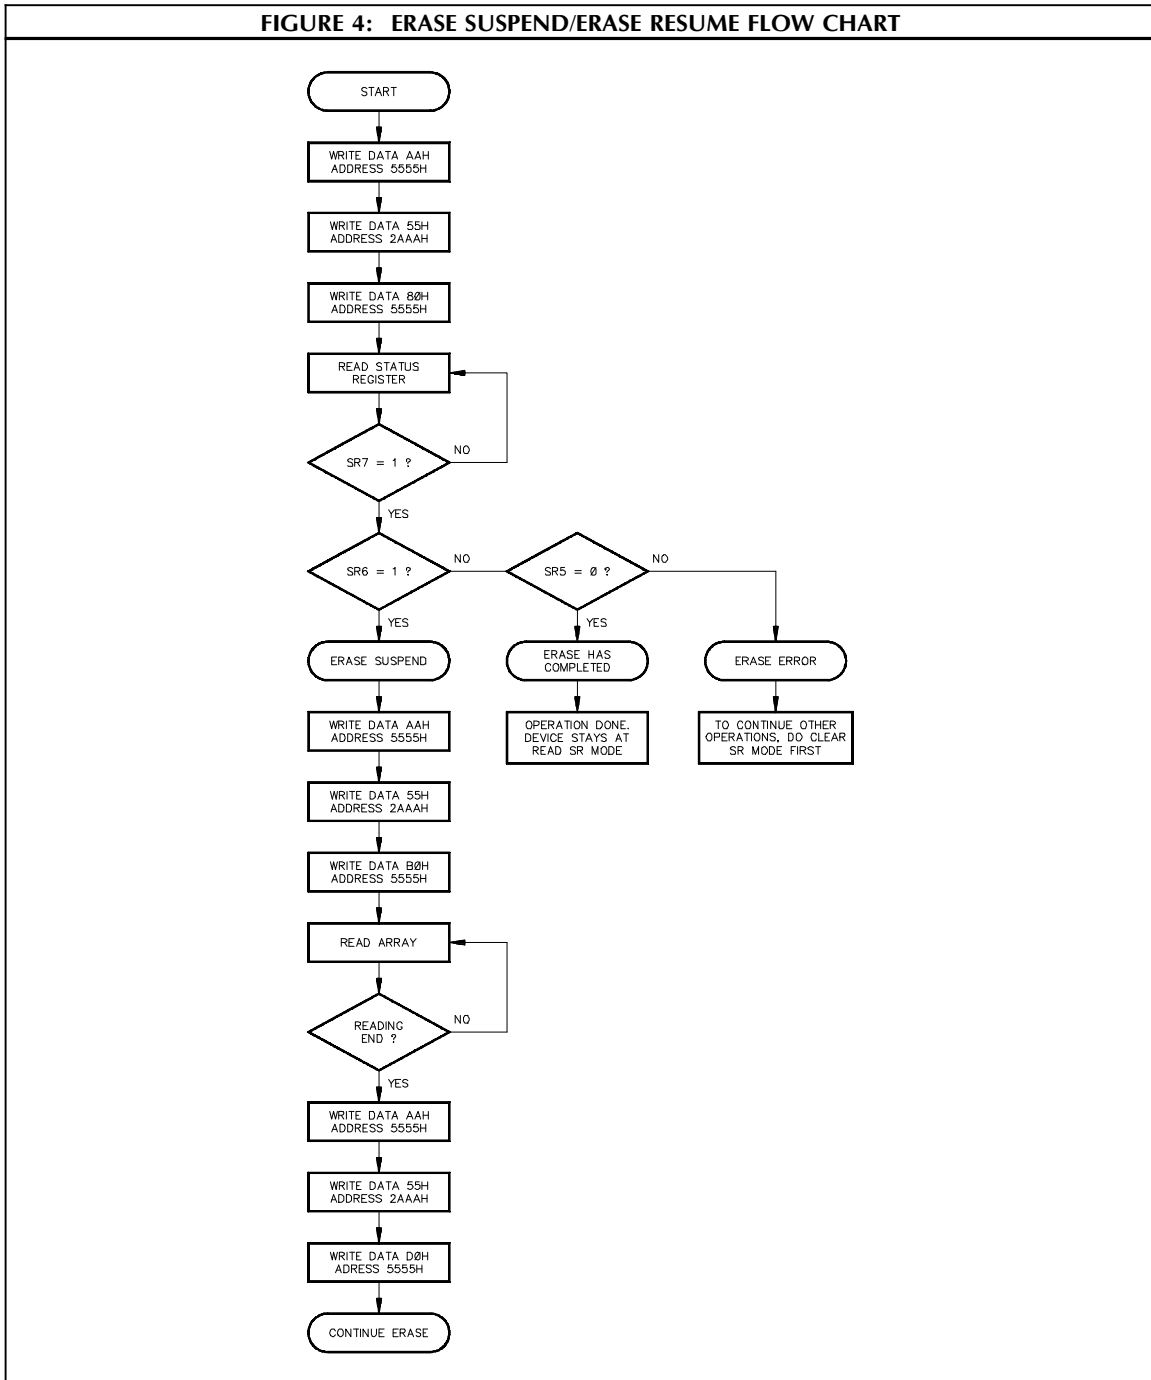 FIGURE 4: ERASE SUSPEND/ERASE RESUME FLOW CHART
START
WRITE DATA AAH
ADDRESS 5555H
WRITE DATA 55H
ADDRESS 2AAAH
WRITE DATA 8ØH
ADDRESS 5555H
READ STATUS
REGISTER
SR7 = 1 ?
NO
YES
SR6 = 1 ?
NO
SR5 = Ø ?
NO
YES
YES
ERASE SUSPEND
ERASE HAS
COMPLETED
ERASE ERROR
WRITE DATA AAH
ADDRESS 5555H
OPERATION DONE.
DEVICE STAYS AT
READ SR MODE
TO CONTINUE OTHER
OPERATIONS, DO CLEAR
SR MODE FIRST
WRITE DATA 55H
ADDRESS 2AAAH
WRITE DATA BØH
ADDRESS 5555H
READ ARRAY
READING
END ?
NO
YES
WRITE DATA AAH
ADDRESS 5555H
WRITE DATA 55H
ADDRESS 2AAAH
WRITE DATA DØH
ADRESS 5555H
CONTINUE ERASE